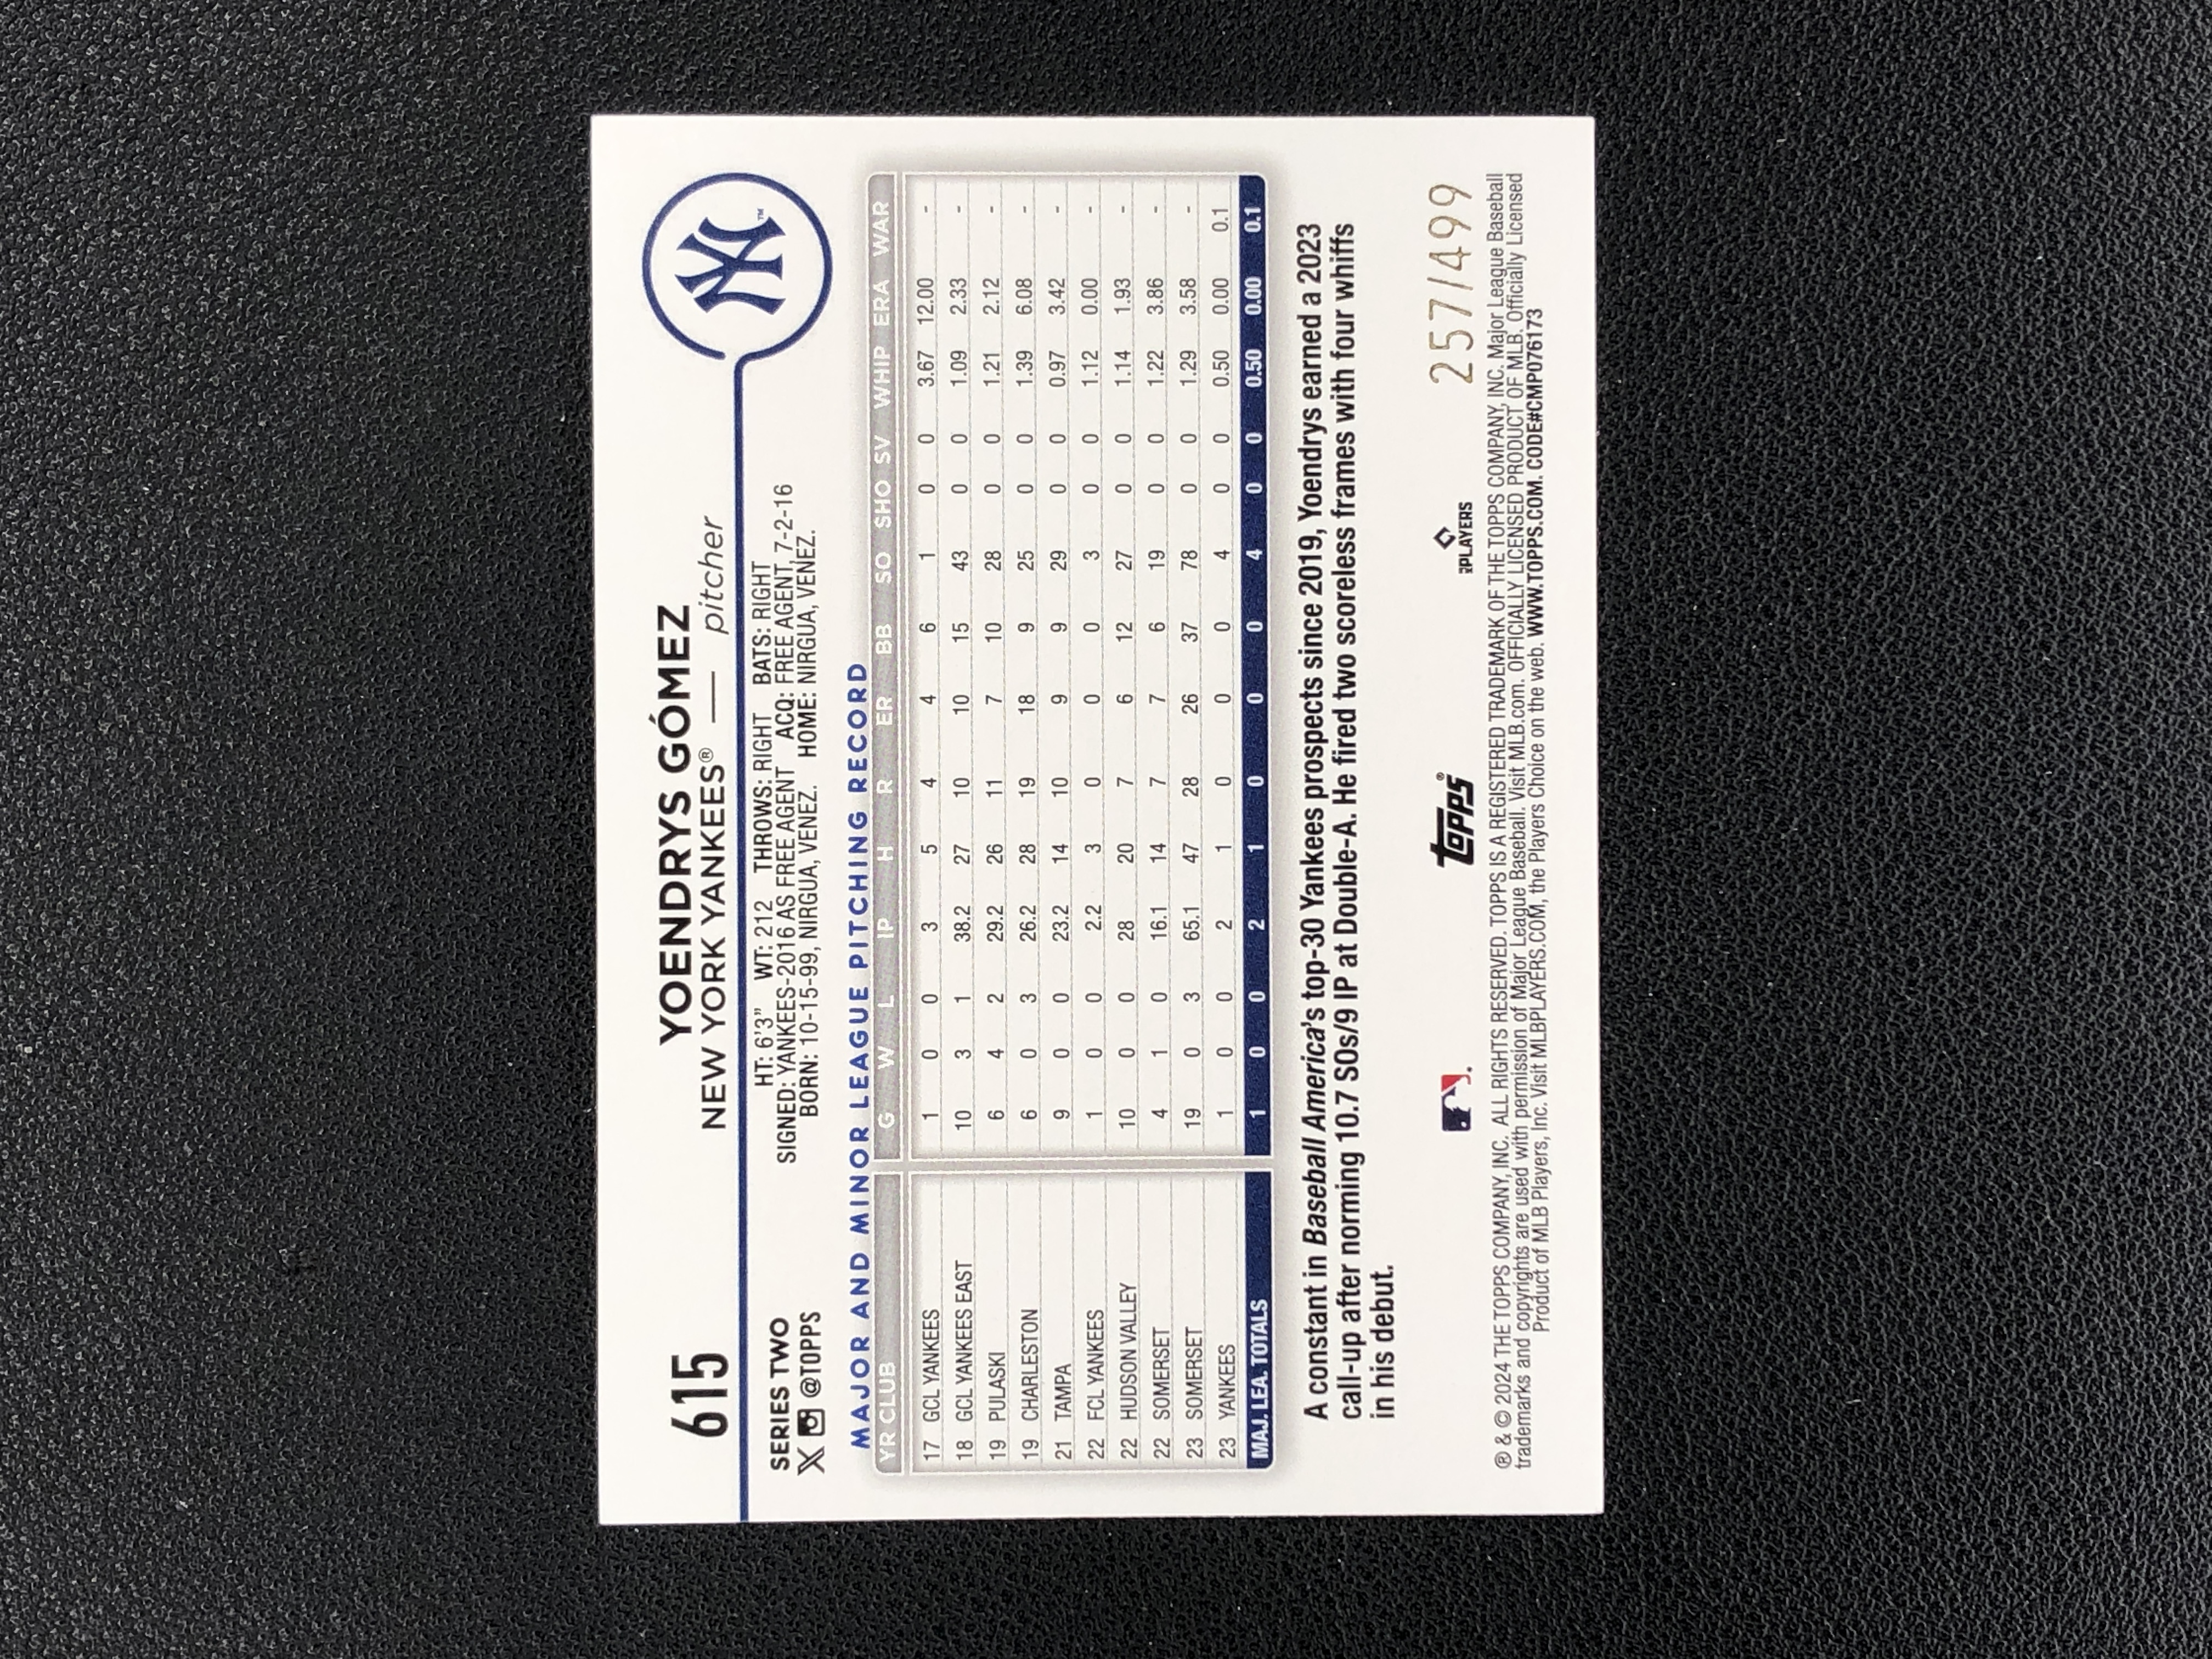 615
YOENDRYS GÓMEZ
NEW YORK YANKEES® — pitcher
NY™
SERIES TWO
X @TOPPS
HT: 6'3" WT: 212 THROWS: RIGHT BATS: RIGHT
SIGNED: YANKEES-2016 AS FREE AGENT ACQ: FREE AGENT, 7-2-16
BORN: 10-15-99, NIRGUA, VENEZ. HOME: NIRGUA, VENEZ.
MAJOR AND MINOR LEAGUE PITCHING RECORD
YR CLUB G W L IP H R ER BB SO SHO SV WHIP ERA WAR
17 GCL YANKEES 1 0 0 3 5 4 4 6 1 0 0 3.67 12.00 -
18 GCL YANKEES EAST 10 3 1 38.2 27 10 10 15 43 0 0 1.09 2.33 -
19 PULASKI 6 4 2 29.2 26 11 7 10 28 0 0 1.21 2.12 -
19 CHARLESTON 6 0 3 26.2 28 19 18 9 25 0 0 1.39 6.08 -
21 TAMPA 9 0 0 23.2 14 10 9 9 29 0 0 0.97 3.42 -
22 FCL YANKEES 1 0 0 2.2 3 0 0 0 3 0 0 1.12 0.00 -
22 HUDSON VALLEY 10 0 0 28 20 7 6 12 27 0 0 1.14 1.93 -
22 SOMERSET 4 1 0 16.1 14 7 7 6 19 0 0 1.22 3.86 -
23 SOMERSET 19 0 3 65.1 47 28 26 37 78 0 0 1.29 3.58 -
23 YANKEES 1 0 0 2 1 0 0 0 4 0 0 0.50 0.00 0.1
MAJ. LEA. TOTALS 1 0 0 2 1 0 0 0 4 0 0 0.50 0.00 0.1
A constant in Baseball America's top-30 Yankees prospects since 2019, Yoendrys earned a 2023
call-up after norming 10.7 SOs/9 IP at Double-A. He fired two scoreless frames with four whiffs
in his debut.
topps® PLAYERS 257/499
® & © 2024 THE TOPPS COMPANY, INC. ALL RIGHTS RESERVED. TOPPS IS A REGISTERED TRADEMARK OF THE TOPPS COMPANY, INC. Major League Baseball
trademarks and copyrights are used with permission of Major League Baseball. Visit MLB.com. OFFICIALLY LICENSED PRODUCT OF MLB. Officially Licensed
Product of MLB Players, Inc. Visit MLBPLAYERS.COM, the Players Choice on the web. WWW.TOPPS.COM. CODE#CMP076173